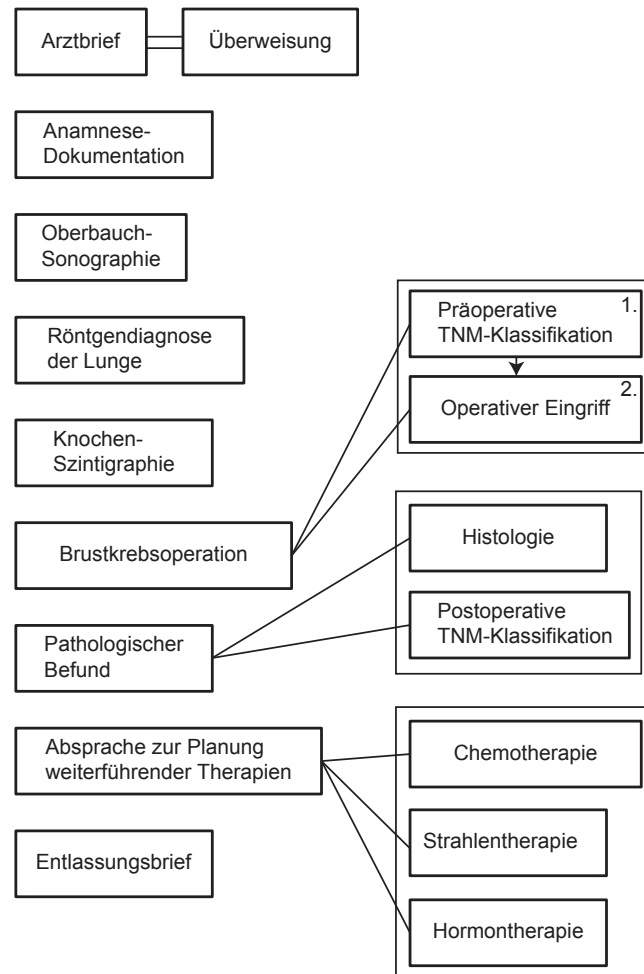 Arztbrief
Überweisung
Anamnese-
Dokumentation
Oberbauch-
Sonographie
Röntgendiagnose
der Lunge
Knochen-
Szintigraphie
Brustkrebsoperation
Pathologischer
Befund
Absprache zur Planung
weiterführender Therapien
Entlassungsbrief
Präoperative 1.
TNM-Klassifikation
2.
Operativer Eingriff
Histologie
Postoperative
TNM-Klassifikation
Chemotherapie
Strahlentherapie
Hormontherapie